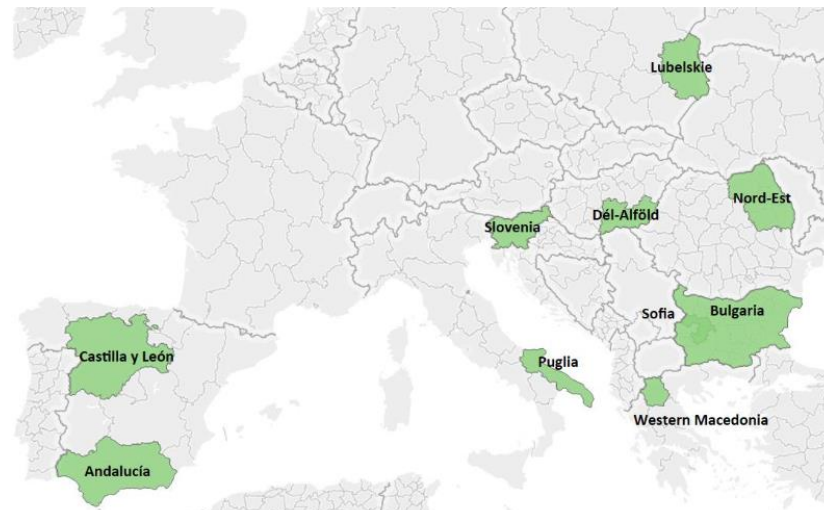 Lubelskie
Nord-Est
Dél-Alföld
Slovenia
Sofia
Bulgaria
Castilla y León
Puglia
Western Macedonia
Andalucía